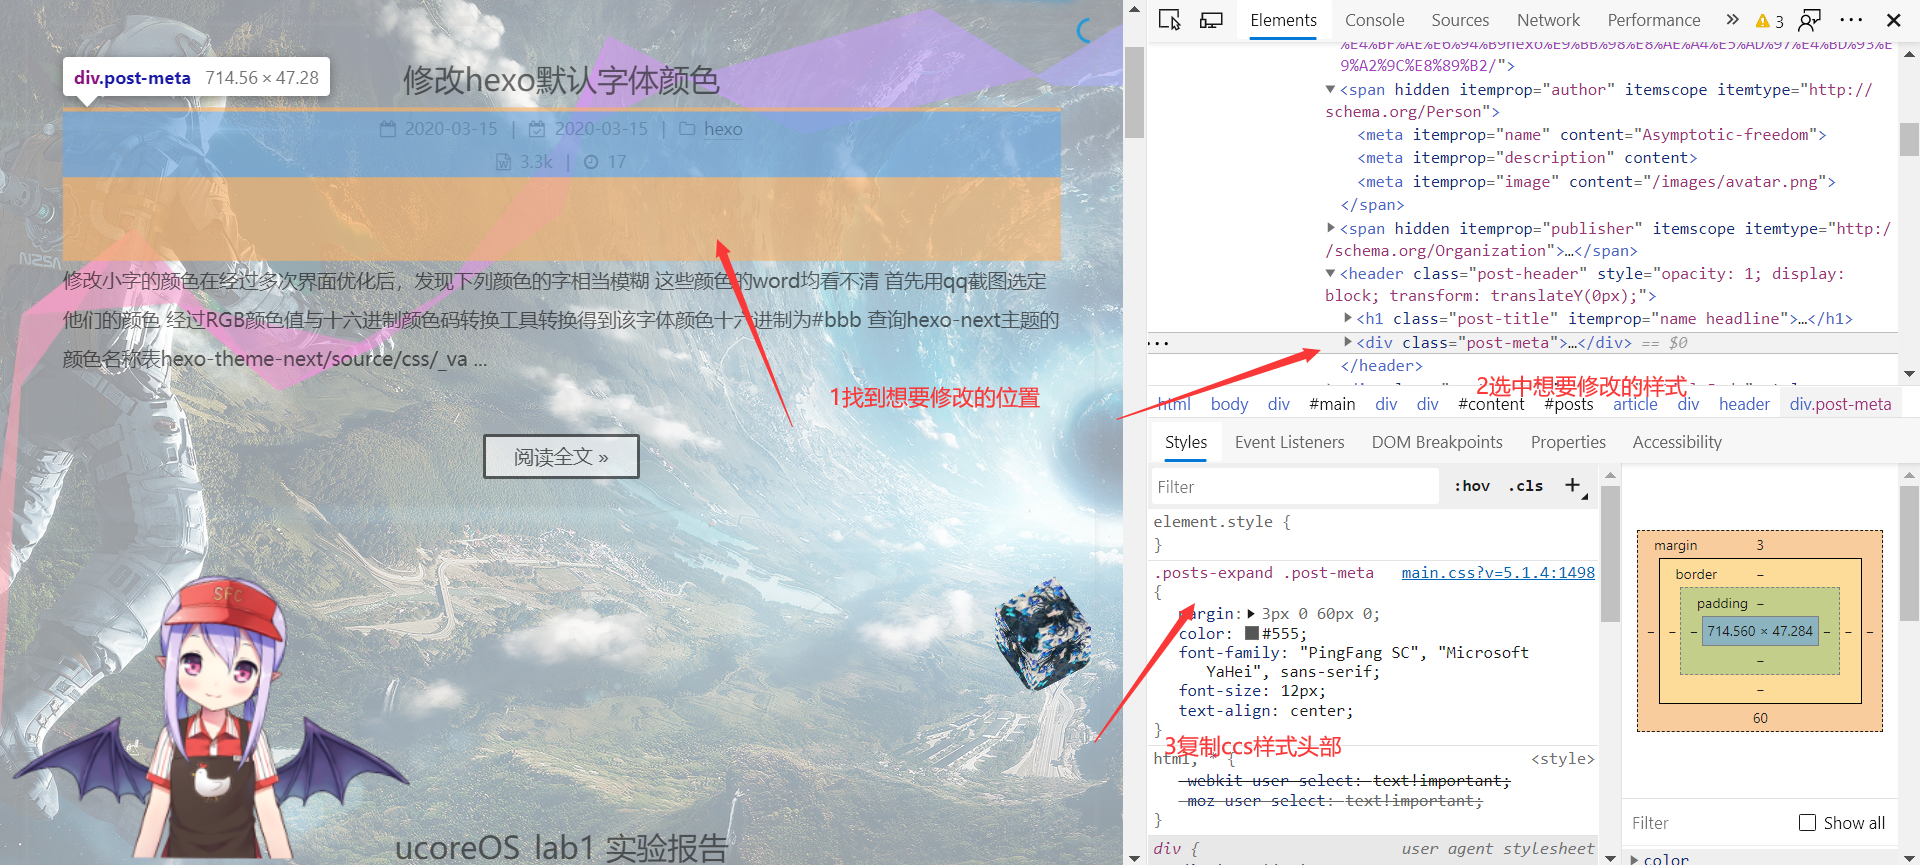 div.post-meta 714.56 × 47.28
修改hexo默认字体颜色
2020-03-15 | 2020-03-15 | hexo
3.3k | 17
修改小字的颜色在经过多次界面优化后，发现下列颜色的字相当模糊 这些颜色的word均看不清 首先用qq截图选定
他们的颜色 经过RGB颜色值与十六进制颜色码转换工具转换得到该字体颜色十六进制为#bbb 查询hexo-next主题的
颜色名称表hexo-theme-next/source/css/_va ...
1找到想要修改的位置
阅读全文 »
SFC
ucoreOS_lab1 实验报告
Elements Console Sources Network Performance » 3 ··· ×
%E4%BF%AE%E6%94%B9hexo%E9%BB%98%E8%AE%A4%E5%AD%97%E4%BD%93%E
9%A2%9C%E8%89%B2/">
▼<span hidden itemprop="author" itemscope itemtype="http://
schema.org/Person">
<meta itemprop="name" content="Asymptotic-freedom">
<meta itemprop="description" content>
<meta itemprop="image" content="/images/avatar.png">
</span>
▶<span hidden itemprop="publisher" itemscope itemtype="http:/
/schema.org/Organization">…</span>
▼<header class="post-header" style="opacity: 1; display:
block; transform: translateY(0px);">
▶<h1 class="post-title" itemprop="name headline">…</h1>
▶<div class="post-meta">…</div> == $0
</header>
2选中想要修改的样式
html body div #main div div #content #posts article div header div.post-meta
Styles Event Listeners DOM Breakpoints Properties Accessibility
Filter :hov .cls +
element.style {
}
.posts-expand .post-meta main.css?v=5.1.4:1498
{
margin:▶3px 0 60px 0;
color: #555;
font-family: "PingFang SC", "Microsoft
YaHei", sans-serif;
font-size: 12px;
text-align: center;
}
3复制ccs样式头部
html, * { <style>
-webkit-user-select: text!important;
-moz-user-select: text!important;
}
div { user agent stylesheet
margin 3
border –
padding –
– – – 714.560 × 47.284 – – –
–
–
60
Filter Show all
▶color